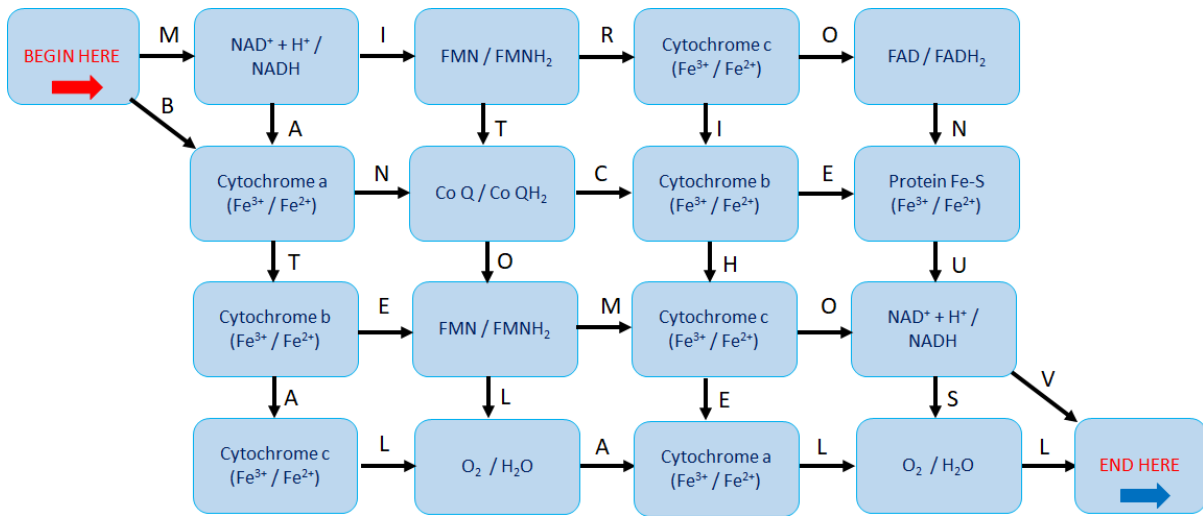 M
I
R
O
BEGIN HERE
NAD⁺ + H⁺ /
NADH
FMN / FMNH₂
Cytochrome c
(Fe³⁺ / Fe²⁺)
FAD / FADH₂
B
A
T
I
N
Cytochrome a
(Fe³⁺ / Fe²⁺)
N
Co Q / Co QH₂
C
Cytochrome b
(Fe³⁺ / Fe²⁺)
E
Protein Fe-S
(Fe³⁺ / Fe²⁺)
T
O
H
U
Cytochrome b
(Fe³⁺ / Fe²⁺)
E
FMN / FMNH₂
M
Cytochrome c
(Fe³⁺ / Fe²⁺)
O
NAD⁺ + H⁺ /
NADH
A
L
E
S
V
Cytochrome c
(Fe³⁺ / Fe²⁺)
L
O₂ / H₂O
A
Cytochrome a
(Fe³⁺ / Fe²⁺)
L
O₂ / H₂O
L
END HERE